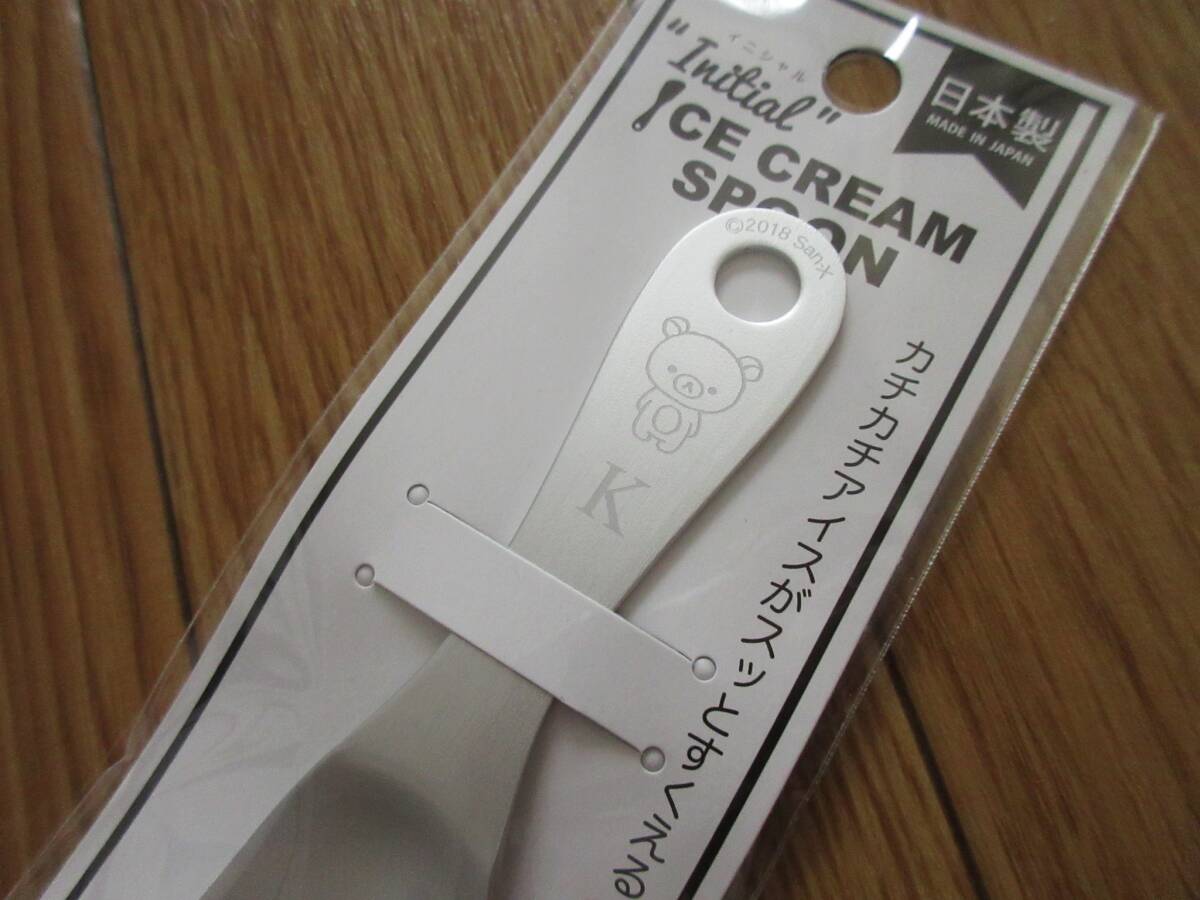 イニシャル
"Initial"
ICE CREAM
SPOON
日本製
MADE IN JAPAN
©2018 San-x
K
カチカチアイスがスッとすくえる